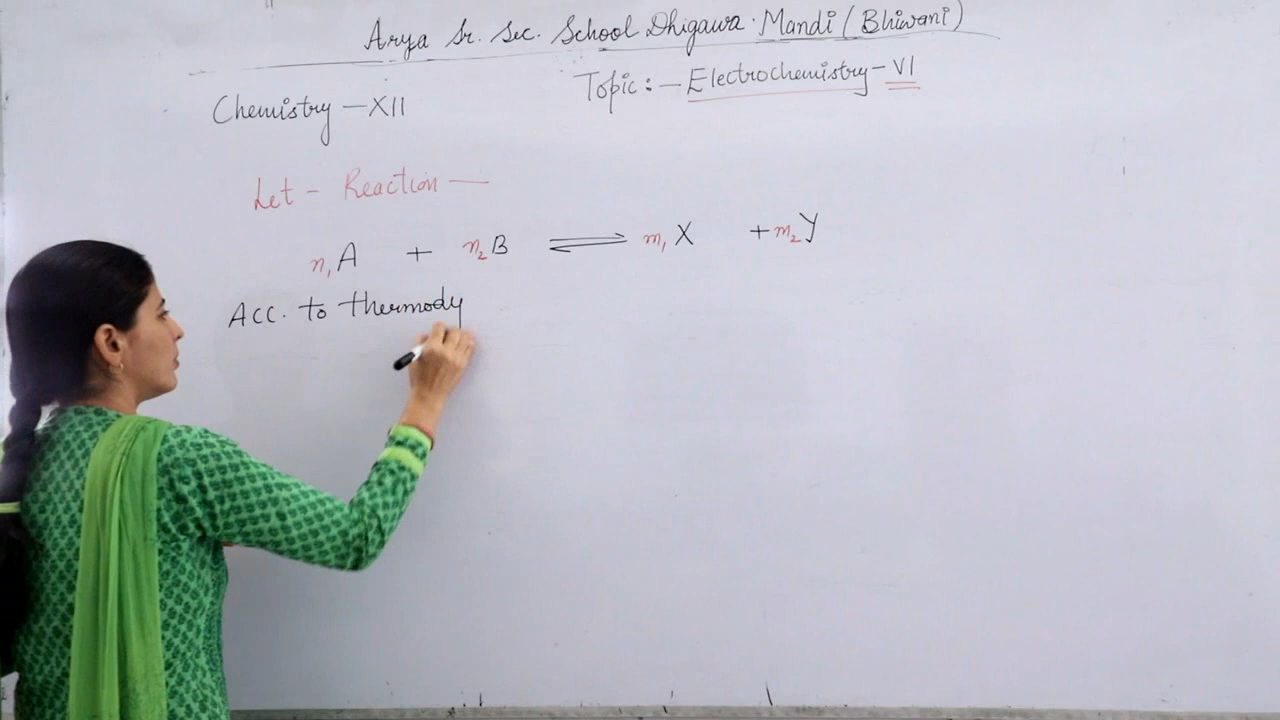 Arya Sr. Sec. School Dhigawa. Mandi (Bhiwani)
Topic:- Electrochemistry-VI
Chemistry-XII
Let - Reaction —
n₁A + n₂B ⇌ m₁X + m₂Y
Acc. to thermody